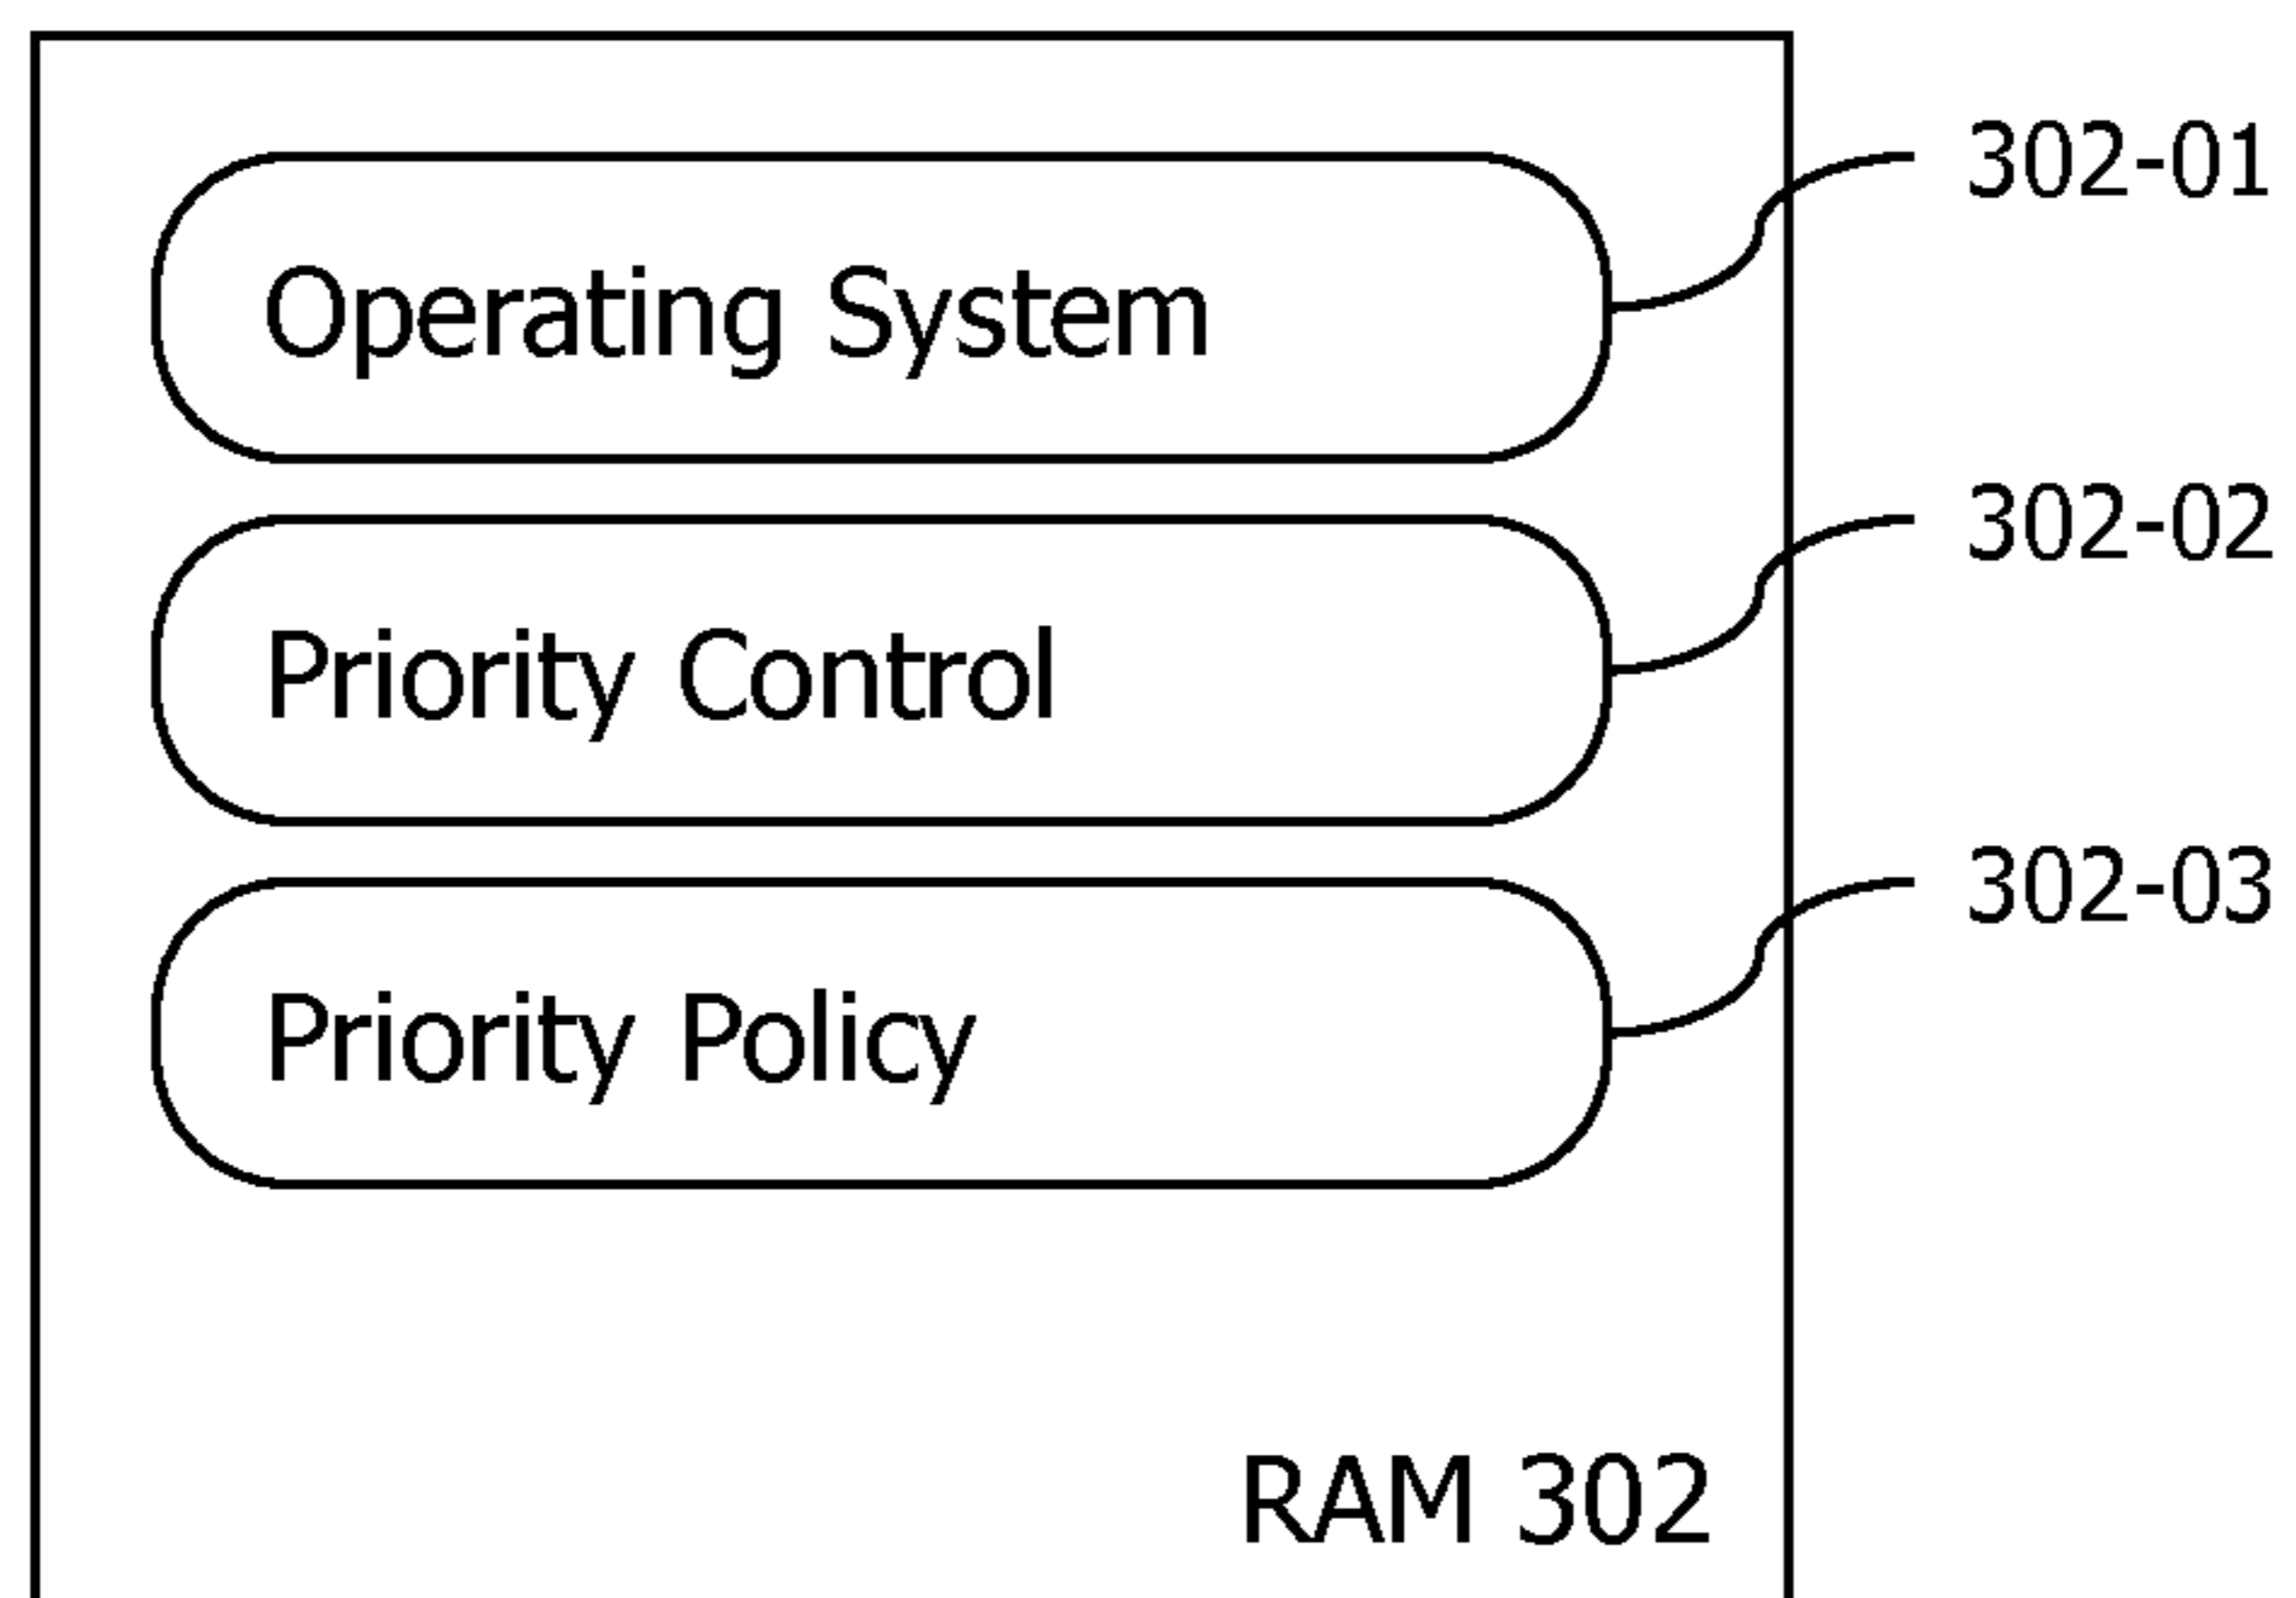 302-01
Operating System
302-02
Priority Control
302-03
Priority Policy
RAM 302